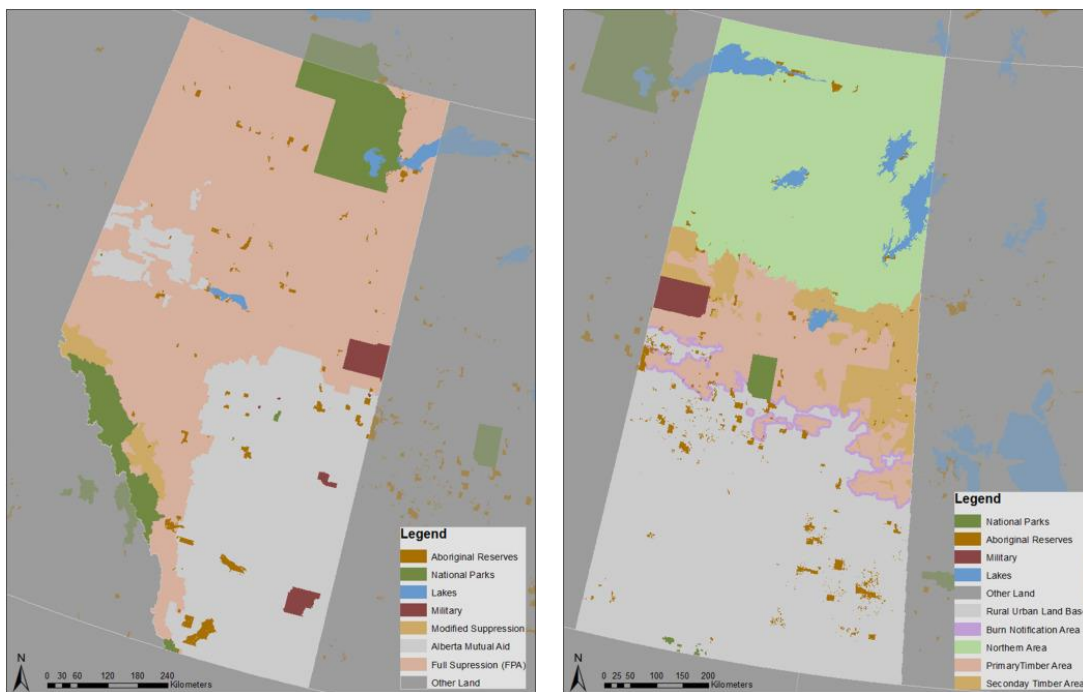 Legend
Aboriginal Reserves
National Parks
Lakes
Military
Modified Suppression
Alberta Mutual Aid
Full Supression (FPA)
Other Land
N
0 30 60 120 180 240
Kilometers
Legend
National Parks
Aboriginal Reserves
Military
Lakes
Other Land
Rural Urban Land Base
Burn Notification Area
Northern Area
PrimaryTimber Area
Seconday Timber Area
N
0 25 50 100 150 200
Kilometers